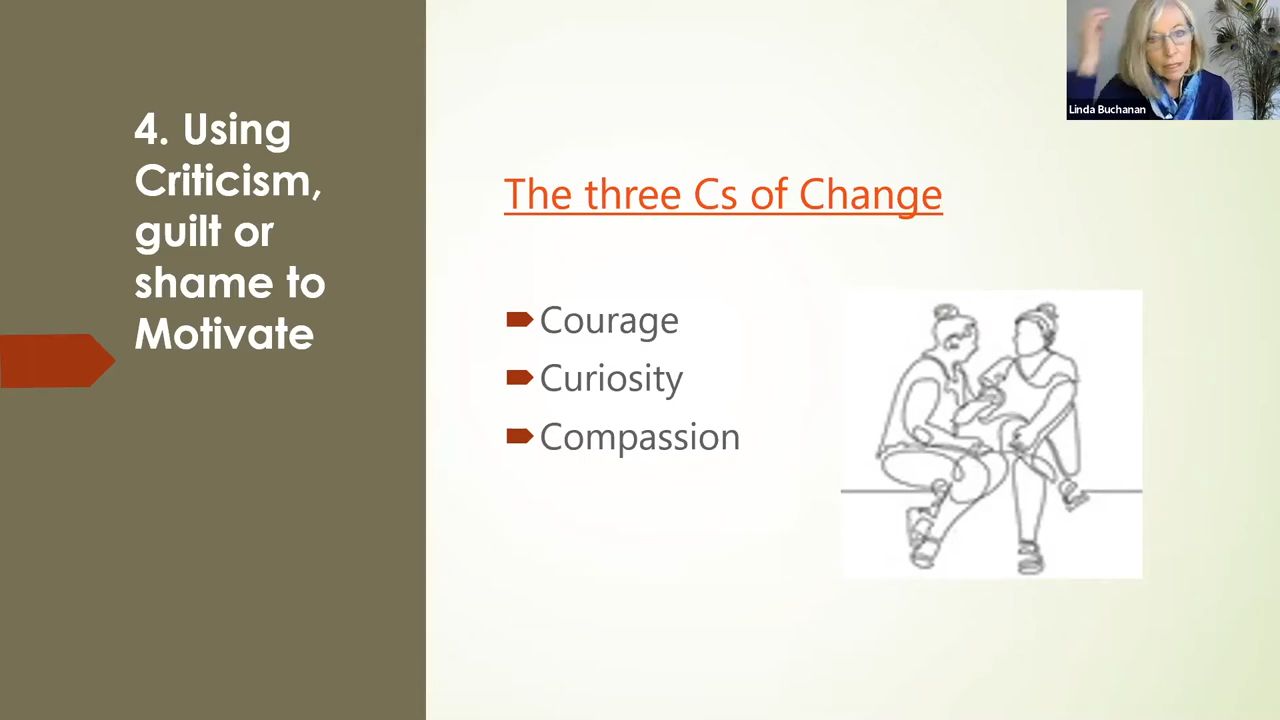 4. Using
Criticism,
guilt or
shame to
Motivate
The three Cs of Change
Courage
Curiosity
Compassion
Linda Buchanan